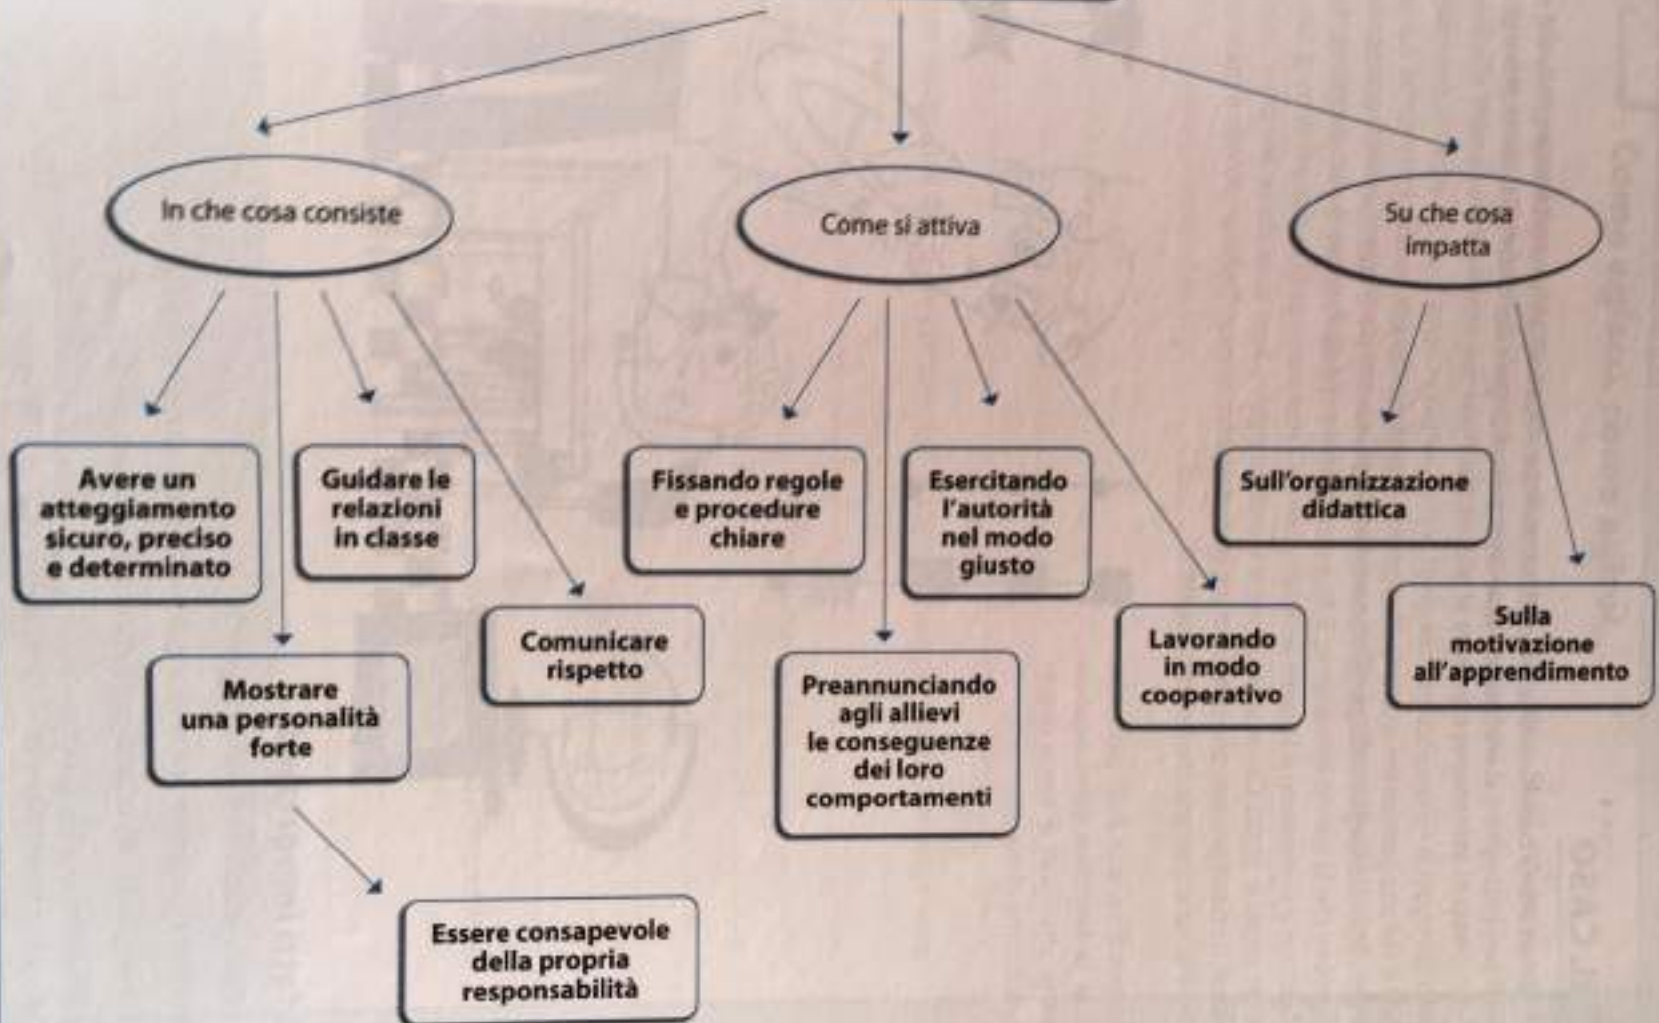 In che cosa consiste
Come si attiva
Su che cosa
impatta
Avere un
atteggiamento
sicuro, preciso
e determinato
Guidare le
relazioni
in classe
Fissando regole
e procedure
chiare
Esercitando
l'autorità
nel modo
giusto
Sull'organizzazione
didattica
Mostrare
una personalità
forte
Comunicare
rispetto
Preannunciando
agli allievi
le conseguenze
dei loro
comportamenti
Lavorando
in modo
cooperativo
Sulla
motivazione
all'apprendimento
Essere consapevole
della propria
responsabilità